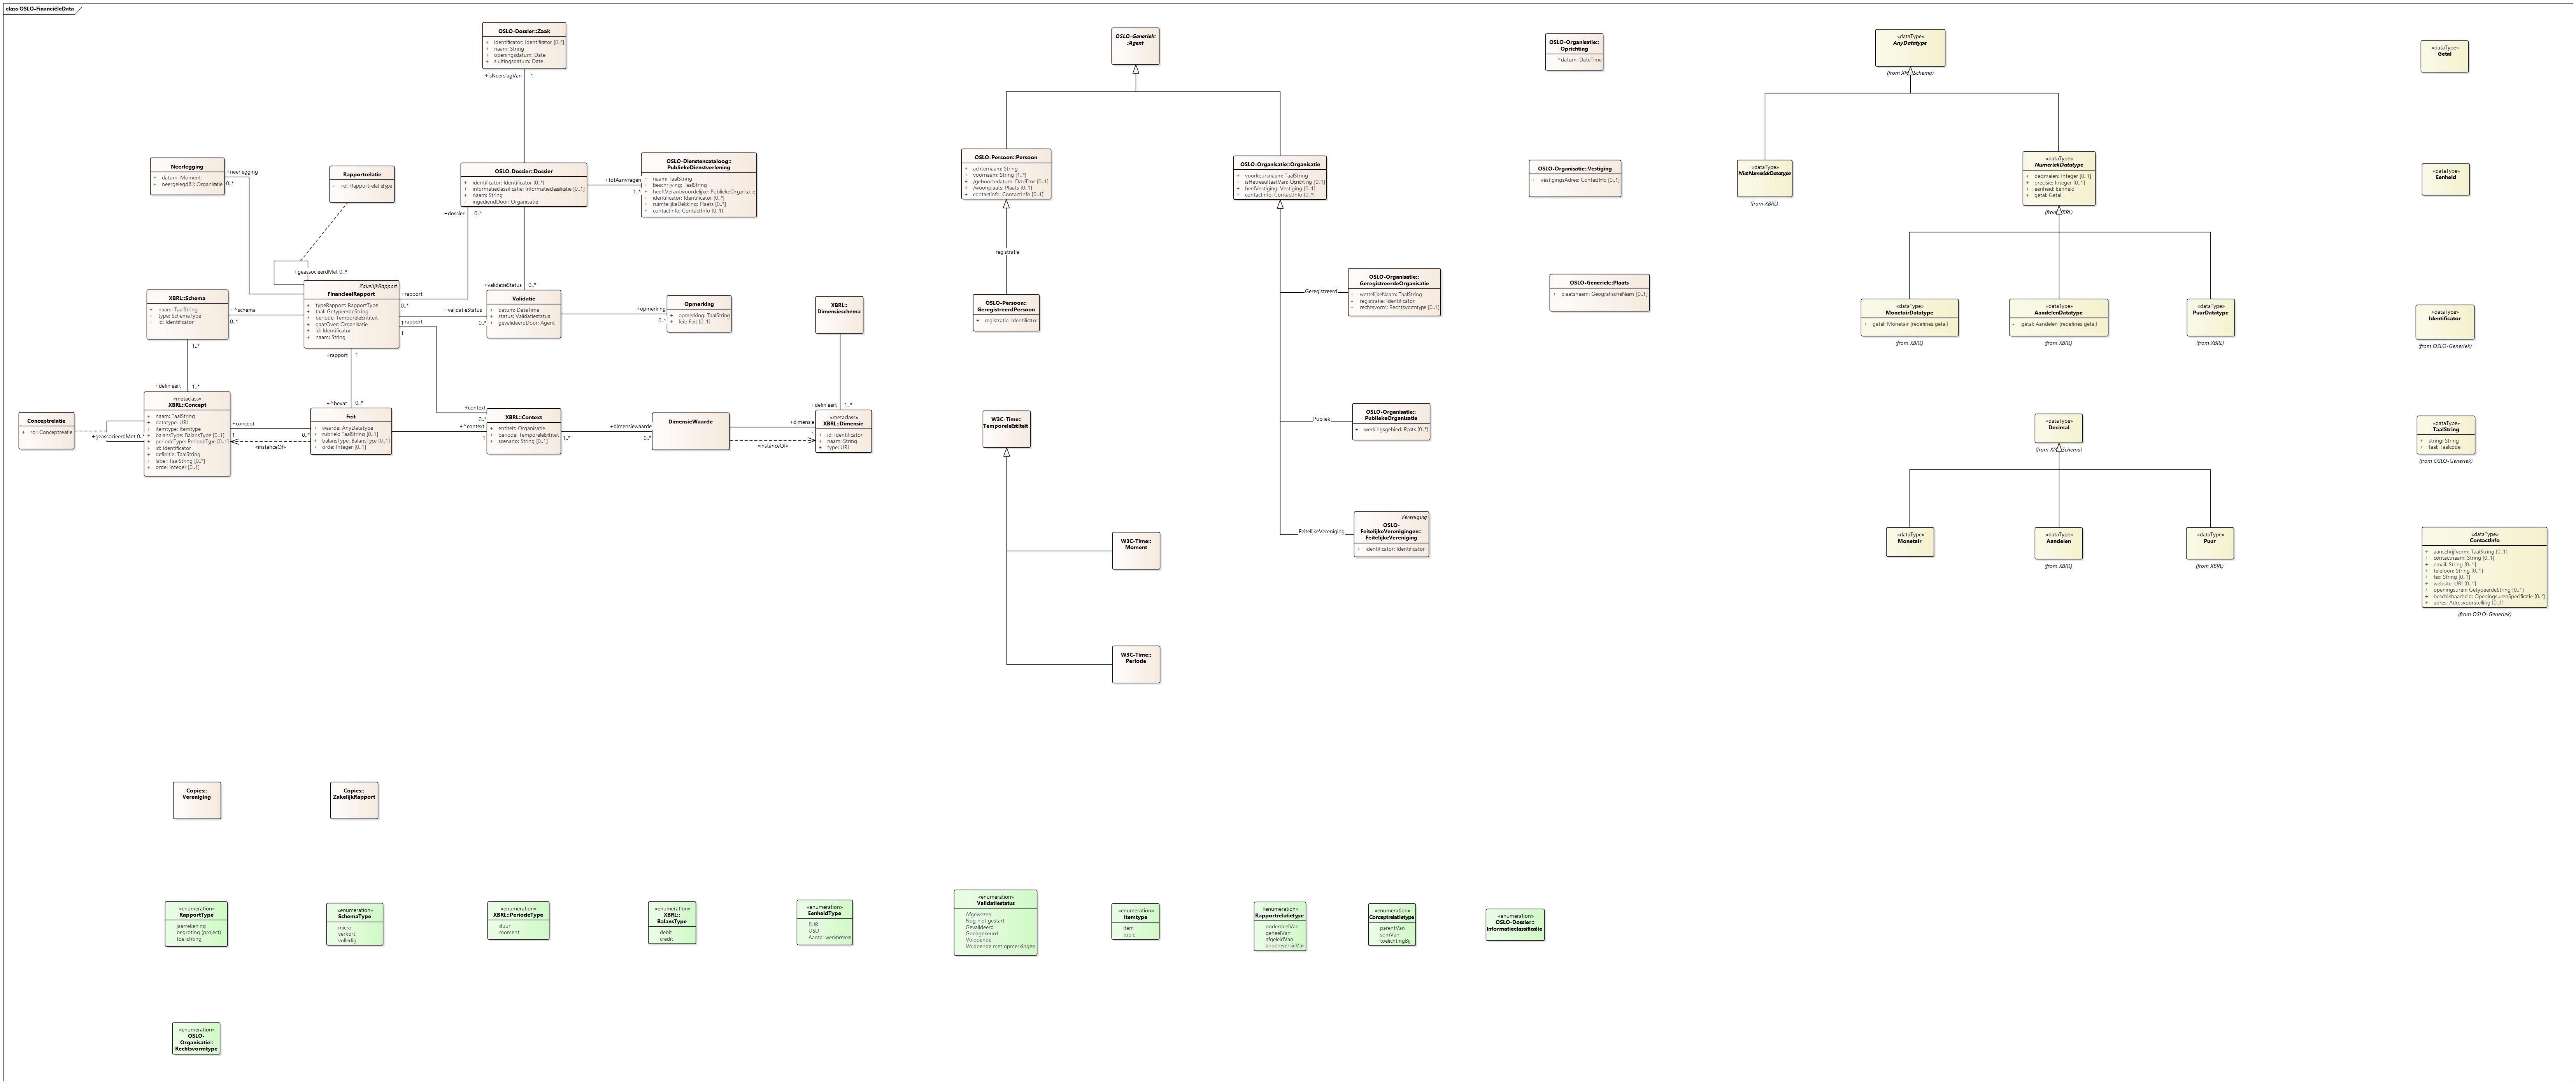 class OSLO-FinanciëleData
OSLO-Dossier::Zaak
+ identificator: Identificator [0..*]
+ naam: String
+ openingsdatum: Date
+ sluitingsdatum: Date
+isNeerslagVan 1
OSLO-Generiek:
:Agent
OSLO-Organisatie::
Oprichting
- ^datum: DateTime
«dataType»
AnyDatatype
(from XMLSchema)
«dataType»
Getal
Neerlegging
+ datum: Moment
+ neergelegdBij: Organisatie
+neerlegging
0..*
Rapportrelatie
- rol: Rapportrelatietype
OSLO-Dossier::Dossier
+ identificator: Identificator [0..*]
+ informatieclassificatie: Informatieclassificatie [0..1]
+ naam: String
- ingediendDoor: Organisatie
+totAanvragen
1..*
+dossier 0..*
OSLO-Dienstencataloog::
PubliekeDienstverlening
+ naam: TaalString
+ beschrijving: TaalString
+ heeftVerantwoordelijke: PubliekeOrganisatie
+ identificator: Identificator [0..*]
+ ruimtelijkeDekking: Plaats [0..*]
+ contactinfo: ContactInfo [0..1]
OSLO-Persoon::Persoon
+ achternaam: String
+ voornaam: String [1..*]
+ /geboortedatum: DateTime [0..1]
+ /woonplaats: Plaats [0..1]
+ contactinfo: ContactInfo [0..1]
OSLO-Organisatie::Organisatie
+ voorkeursnaam: TaalString
+ isHetresultaatVan: Oprichting [0..1]
+ heefVestiging: Vestiging [0..1]
+ contactinfo: ContactInfo [0..*]
OSLO-Organisatie::Vestiging
+ vestigingsAdres: ContactInfo [0..1]
«dataType»
NietNumeriekDatatype
(from XBRL)
«dataType»
NumeriekDatatype
+ decimalen: Integer [0..1]
+ precisie: Integer [0..1]
+ eenheid: Eenheid
+ getal: Getal
(from XBRL)
«dataType»
Eenheid
registratie
+geassocieerdMet 0..*
XBRL::Schema
+ naam: TaalString
+ type: SchemaType
+ id: Identificator
+^schema
0..1
1..*
+definieert 1..*
ZakelijkRapport
FinancieelRapport
+ typeRapport: RapportType
+ taal: GetypeerdeString
+ periode: TemporeleEntiteit
+ gaatOver: Organisatie
+ id: Identificator
+ naam: String
+rapport
0..*
1 +rapport
1
+rapport 1
+validatieStatus
0..*
+validatieStatus 0..*
Validatie
+ datum: DateTime
+ status: Validatiestatus
+ gevalideerdDoor: Agent
+opmerking
0..*
Opmerking
+ opmerking: TaalString
+ feit: Feit [0..1]
XBRL::
Dimensieschema
+definieert 1..*
OSLO-Persoon::
GeregistreerdPersoon
+ registratie: Identificator
Geregistreerd
OSLO-Organisatie::
GeregistreerdeOrganisatie
- wettelijkeNaam: TaalString
- registratie: Identificator
- rechtsvorm: Rechtsvormtype [0..1]
OSLO-Generiek::Plaats
+ plaatsnaam: GeografischeNaam [0..1]
«dataType»
MonetairDatatype
+ getal: Monetair {redefines getal}
(from XBRL)
«dataType»
AandelenDatatype
- getal: Aandelen {redefines getal}
(from XBRL)
«dataType»
PuurDatatype
(from XBRL)
«dataType»
Identificator
(from OSLO-Generiek)
Conceptrelatie
+ rol: Conceptrelatie
+geassocieerdMet 0..*
«metaclass»
XBRL::Concept
+ naam: TaalString
+ datatype: URI
+ itemtype: Itemtype
+ balansType: BalansType [0..1]
+ periodeType: PeriodeType [0..1]
+ id: Identificator
+ definitie: TaalString
+ label: TaalString [0..*]
+ orde: Integer [0..1]
+concept
1
0..*
«instanceOf»
+^bevat 0..*
Feit
+ waarde: AnyDatatype
+ rubriek: TaalString [0..1]
+ balansType: BalansType [0..1]
+ orde: Integer [0..1]
+context
0..*
+^context
1
XBRL::Context
+ entiteit: Organisatie
+ periode: TemporeleEntiteit
+ scenario: String [0..1]
1..*
+dimensiewaarde
0..*
DimensieWaarde
+dimensie
1
«instanceOf»
«metaclass»
XBRL::Dimensie
+ id: Identificator
+ naam: String
+ type: URI
W3C-Time::
TemporeleEntiteit
Publiek
OSLO-Organisatie::
PubliekeOrganisatie
+ werkingsgebied: Plaats [0..*]
«dataType»
Decimal
(from XMLSchema)
«dataType»
TaalString
+ string: String
+ taal: Taalcode
(from OSLO-Generiek)
W3C-Time::
Moment
FeitelijkeVereniging
Vereniging
OSLO-
FeitelijkeVerenigingen::
FeitelijkeVereniging
+ identificator: Identificator
«dataType»
Monetair
«dataType»
Aandelen
(from XBRL)
«dataType»
Puur
(from XBRL)
«dataType»
ContactInfo
+ aanschrijfvorm: TaalString [0..1]
+ contactnaam: String [0..1]
+ email: String [0..1]
+ telefoon: String [0..1]
+ fax: String [0..1]
+ website: URI [0..1]
+ openingsuren: GetypeerdeString [0..1]
+ beschikbaarheid: OpeningsurenSpecificatie [0..*]
+ adres: Adresvoorstelling [0..1]
(from OSLO-Generiek)
W3C-Time::
Periode
Copies::
Vereniging
Copies::
ZakelijkRapport
«enumeration»
RapportType
jaarrekening
begroting (project)
toelichting
«enumeration»
SchemaType
micro
verkort
volledig
«enumeration»
XBRL::PeriodeType
duur
moment
«enumeration»
XBRL::
BalansType
debit
credit
«enumeration»
EenheidType
EUR
USD
Aantal werknemers
«enumeration»
Validatiestatus
Afgewezen
Nog niet gestart
Gevalideerd
Goedgekeurd
Voldoende
Voldoende met opmerkingen
«enumeration»
Itemtype
item
tuple
«enumeration»
Rapportrelatietype
onderdeelVan
geheelVan
afgeleidVan
andereversieVan
«enumeration»
Conceptrelatietype
parentVan
somVan
toelichtingBij
«enumeration»
OSLO-Dossier::
Informatieclassificatie
«enumeration»
OSLO-
Organisatie::
Rechtsvormtype